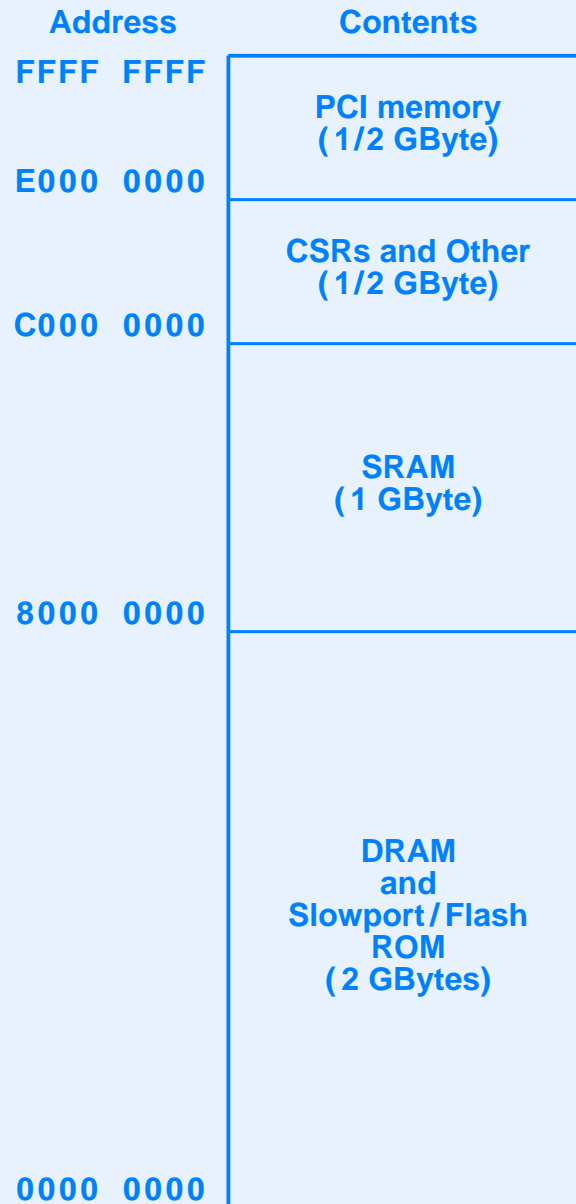 Address Contents
FFFF FFFF
PCI memory
(1/2 GByte)
E000 0000
CSRs and Other
(1/2 GByte)
C000 0000
SRAM
(1 GByte)
8000 0000
DRAM
and
Slowport/Flash
ROM
(2 GBytes)
0000 0000